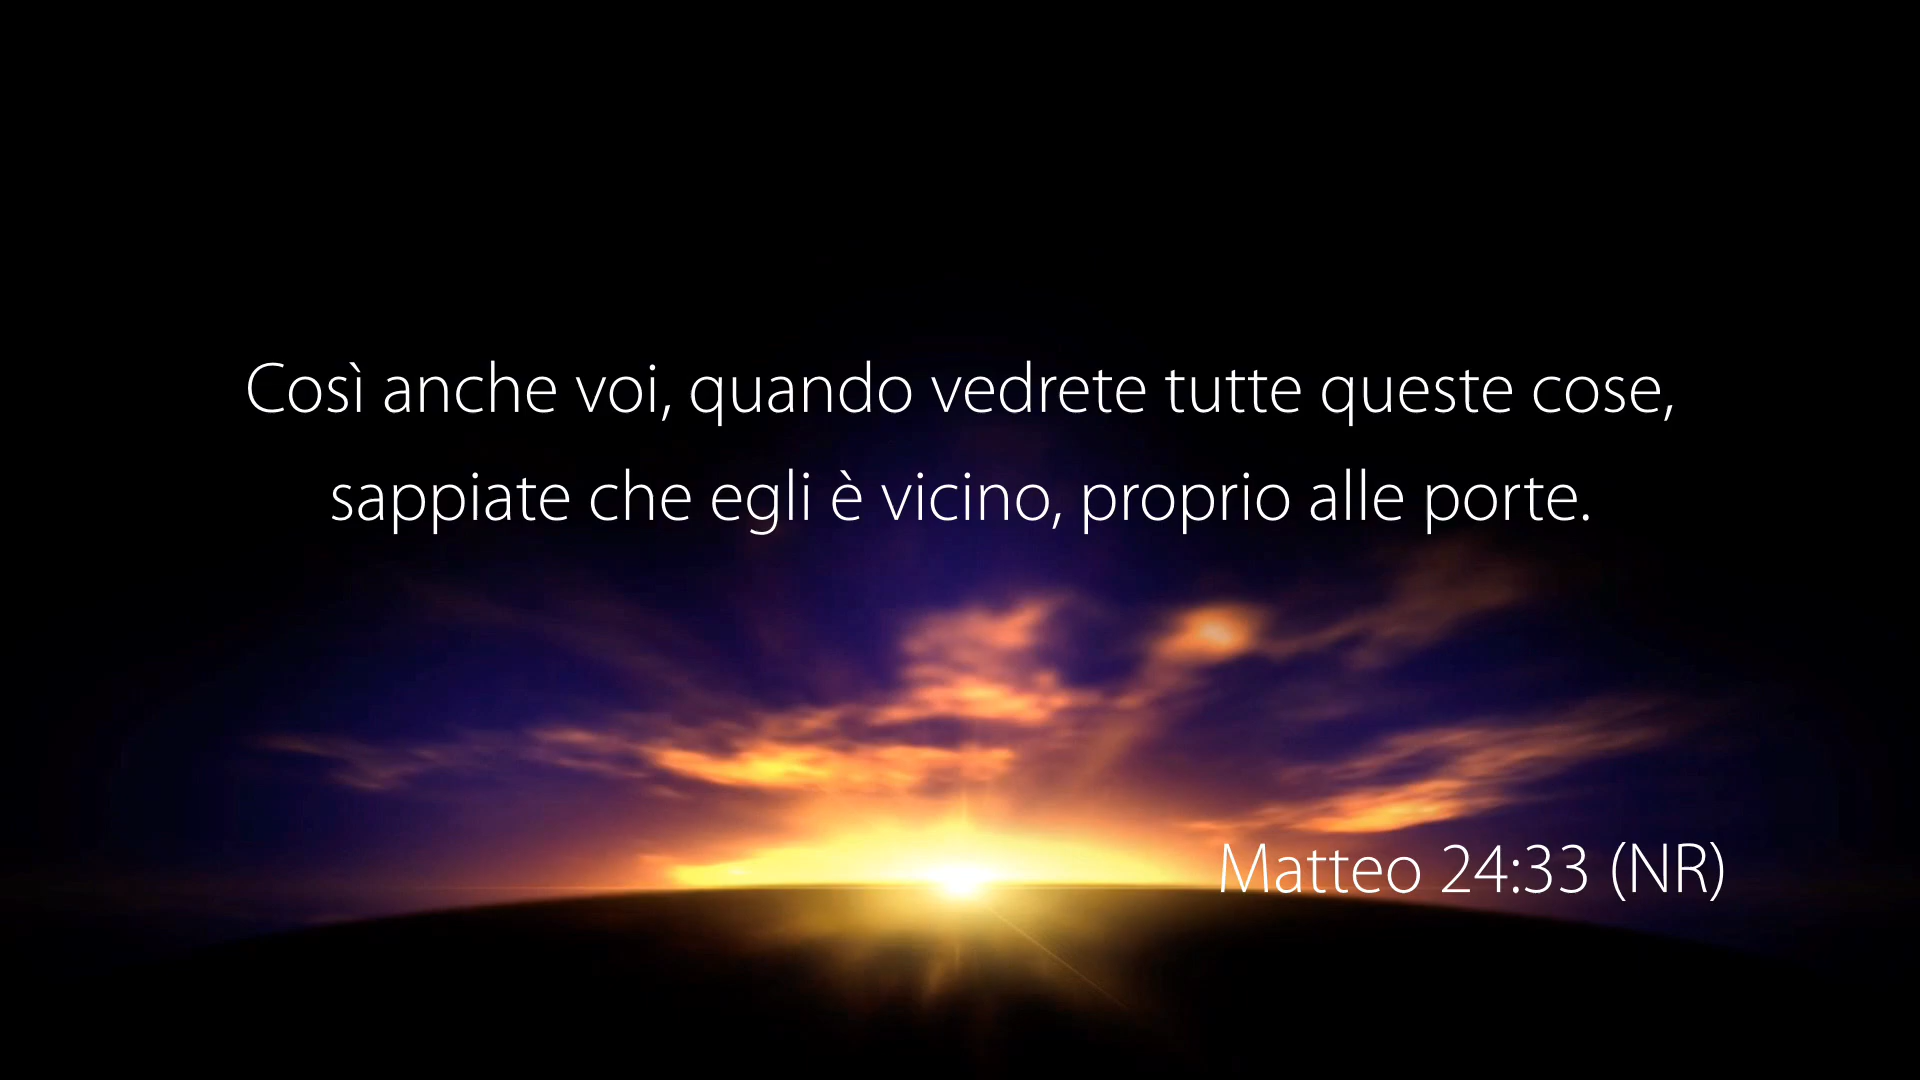 Così anche voi, quando vedrete tutte queste cose,
sappiate che egli è vicino, proprio alle porte.
Matteo 24:33 (NR)